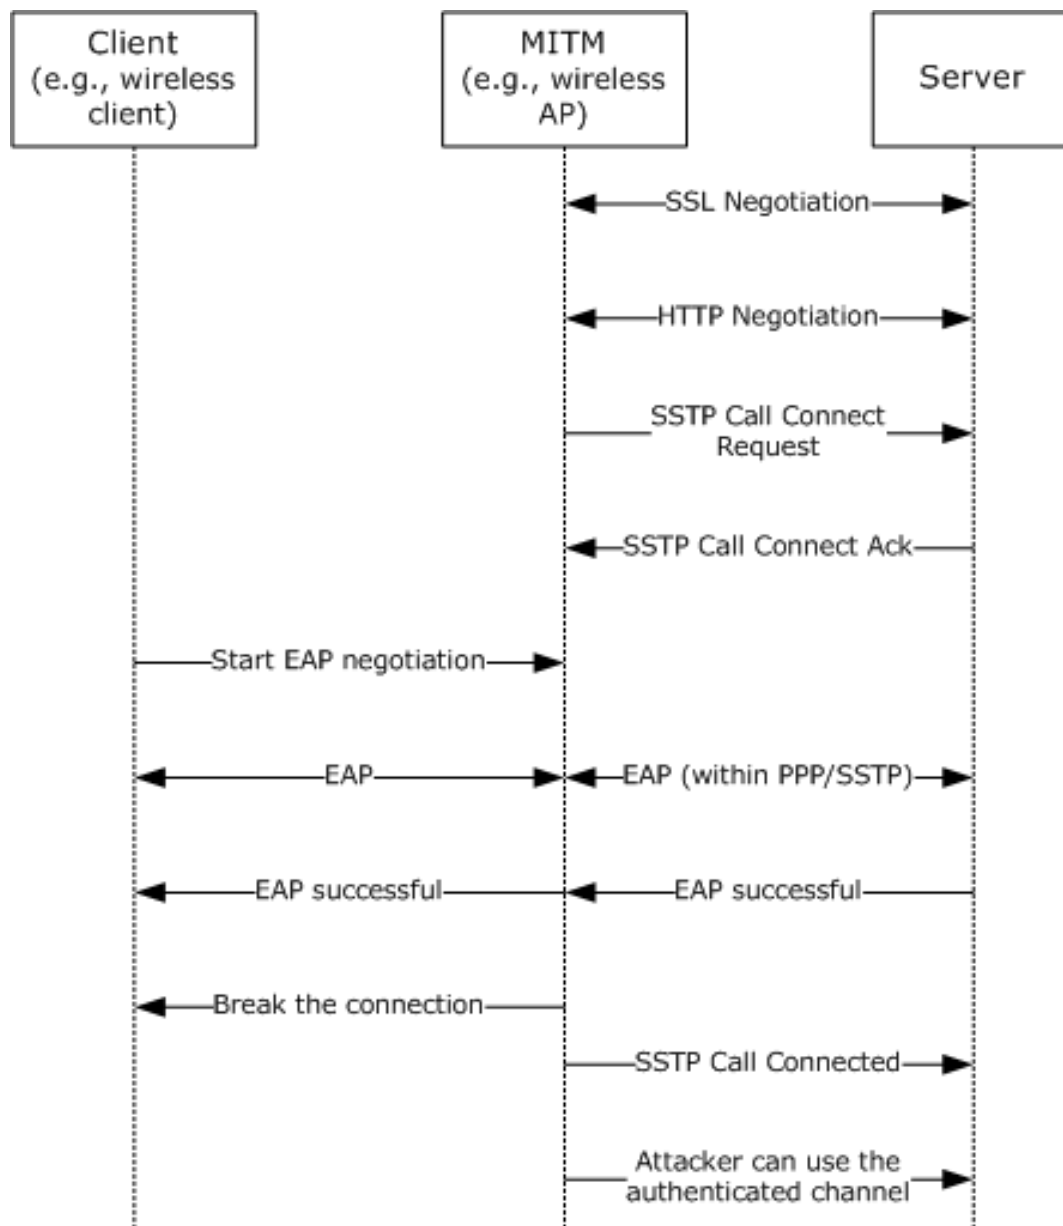 Client
(e.g., wireless
client)
MITM
(e.g., wireless
AP)
Server
SSL Negotiation
HTTP Negotiation
SSTP Call Connect
Request
SSTP Call Connect Ack
Start EAP negotiation
EAP
EAP (within PPP/SSTP)
EAP successful
EAP successful
Break the connection
SSTP Call Connected
Attacker can use the
authenticated channel